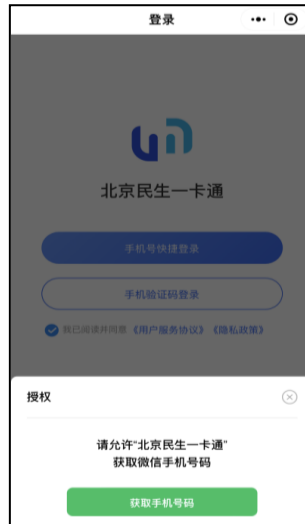 登录
北京民生一卡通
手机号快捷登录
手机验证码登录
我已阅读并同意《用户服务协议》《隐私政策》
授权
请允许“北京民生一卡通”
获取微信手机号码
获取手机号码